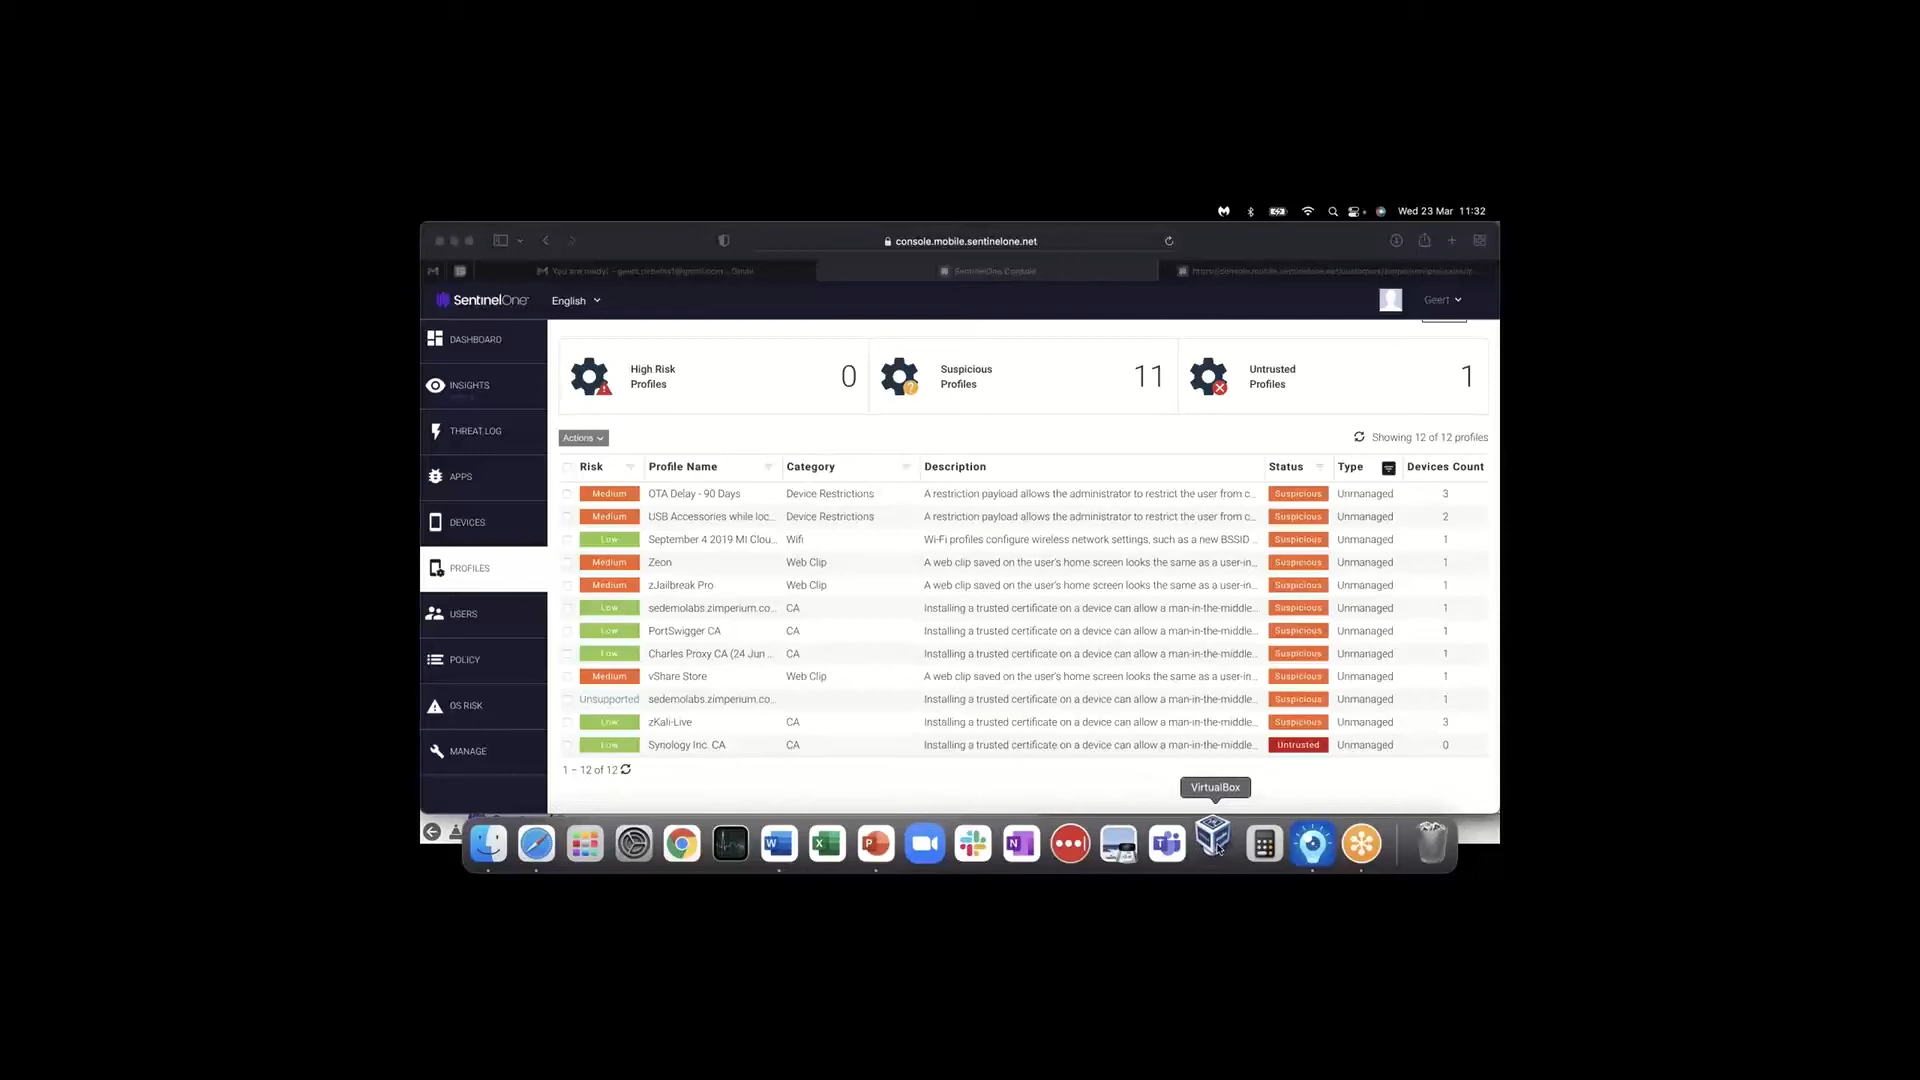 Wed 23 Mar 11:32
console.mobile.sentinelone.net
SentinelOne Console
SentinelOne English Geert
DASHBOARD
INSIGHTS
THREAT LOG
APPS
DEVICES
PROFILES
USERS
POLICY
OS RISK
MANAGE
High Risk Profiles 0
Suspicious Profiles 11
Untrusted Profiles 1
Actions Showing 12 of 12 profiles
Risk Profile Name Category Description Status Type Devices Count
Medium OTA Delay - 90 Days Device Restrictions A restriction payload allows the administrator to restrict the user from c... Suspicious Unmanaged 3
Medium USB Accessories while loc... Device Restrictions A restriction payload allows the administrator to restrict the user from c... Suspicious Unmanaged 2
Low September 4 2019 MI Clou... Wifi Wi-Fi profiles configure wireless network settings, such as a new BSSID ... Suspicious Unmanaged 1
Medium Zeon Web Clip A web clip saved on the user's home screen looks the same as a user-in... Suspicious Unmanaged 1
Medium zJailbreak Pro Web Clip A web clip saved on the user's home screen looks the same as a user-in... Suspicious Unmanaged 1
Low sedemolabs.zimperium.co... CA Installing a trusted certificate on a device can allow a man-in-the-middle... Suspicious Unmanaged 1
Low PortSwigger CA CA Installing a trusted certificate on a device can allow a man-in-the-middle... Suspicious Unmanaged 1
Low Charles Proxy CA (24 Jun ... CA Installing a trusted certificate on a device can allow a man-in-the-middle... Suspicious Unmanaged 1
Medium vShare Store Web Clip A web clip saved on the user's home screen looks the same as a user-in... Suspicious Unmanaged 1
Unsupported sedemolabs.zimperium.co... Installing a trusted certificate on a device can allow a man-in-the-middle... Suspicious Unmanaged 1
Low zKali-Live CA Installing a trusted certificate on a device can allow a man-in-the-middle... Suspicious Unmanaged 3
Low Synology Inc. CA CA Installing a trusted certificate on a device can allow a man-in-the-middle... Untrusted Unmanaged 0
1 - 12 of 12
VirtualBox